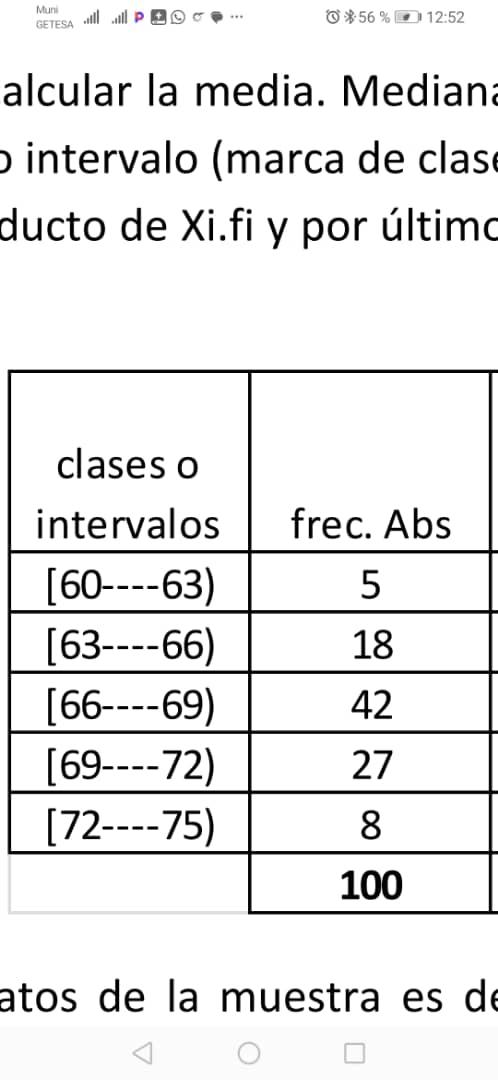 Muni
GETESA
56 % 12:52
alcular la media. Mediana
o intervalo (marca de clase
ducto de Xi.fi y por último
clases o
intervalos frec. Abs
[60----63) 5
[63----66) 18
[66----69) 42
[69----72) 27
[72----75) 8
100
atos de la muestra es de